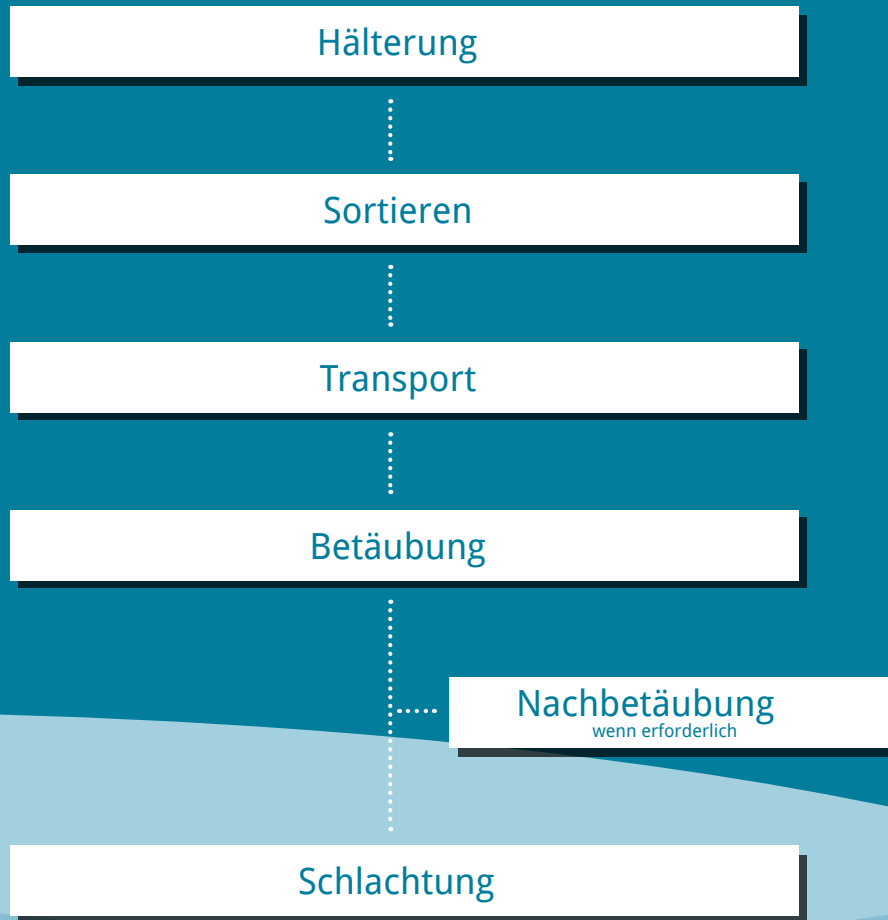 Hälterung
Sortieren
Transport
Betäubung
Nachbetäubung
wenn erforderlich
Schlachtung